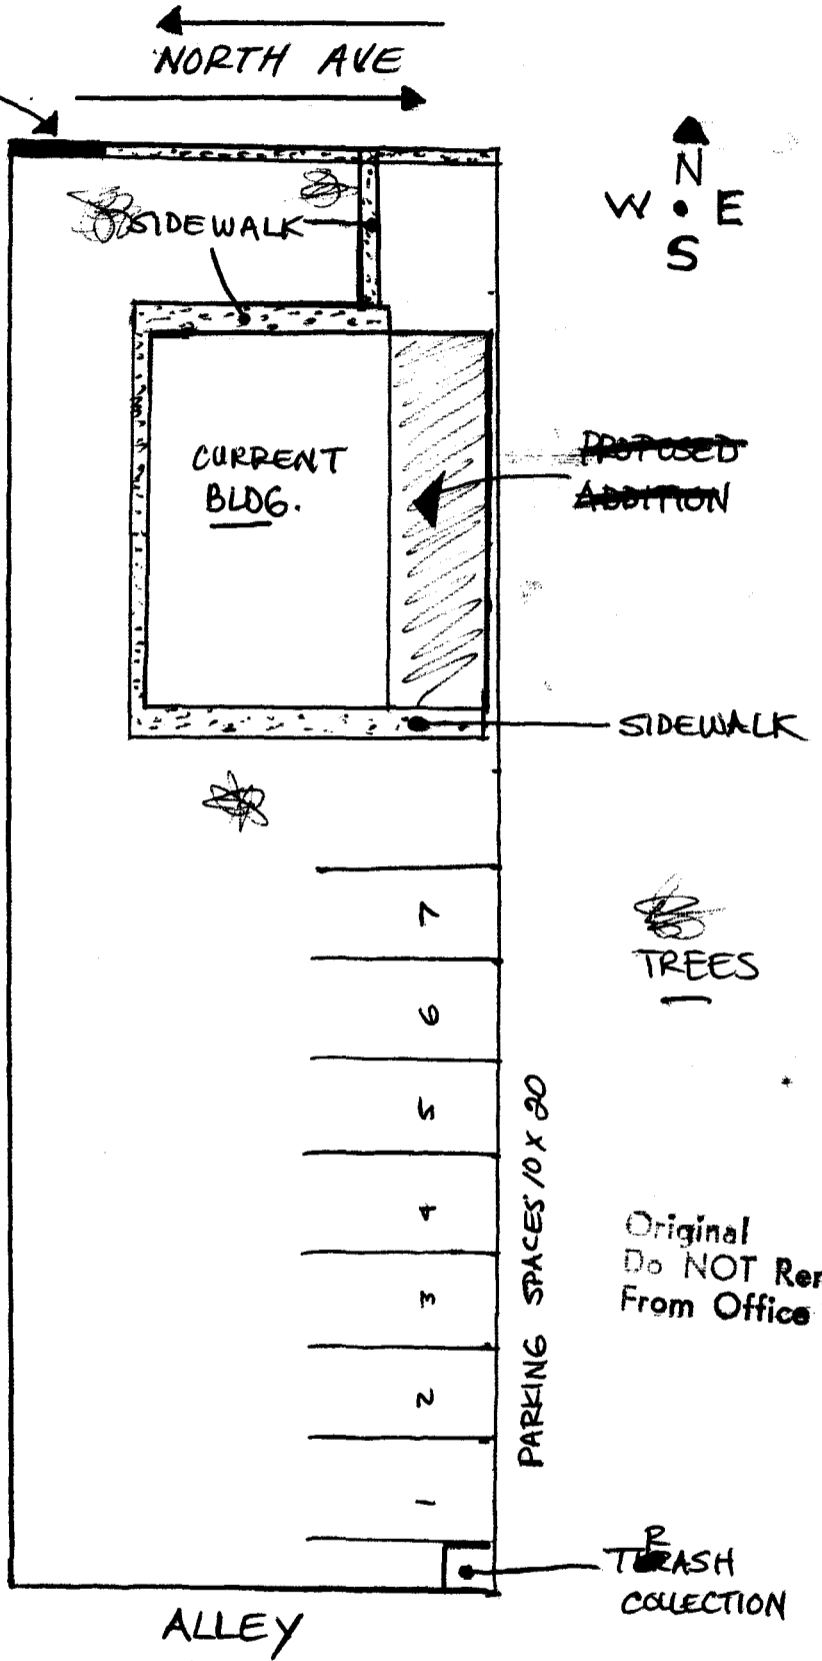 NORTH AVE
N
W • E
S
SIDEWALK
CURRENT
BLDG.
PROPOSED
ADDITION
SIDEWALK
7
6
5
4
3
2
1
TREES
PARKING SPACES 10 X 20
Original
Do NOT Rem
From Office
TRASH
COLLECTION
ALLEY